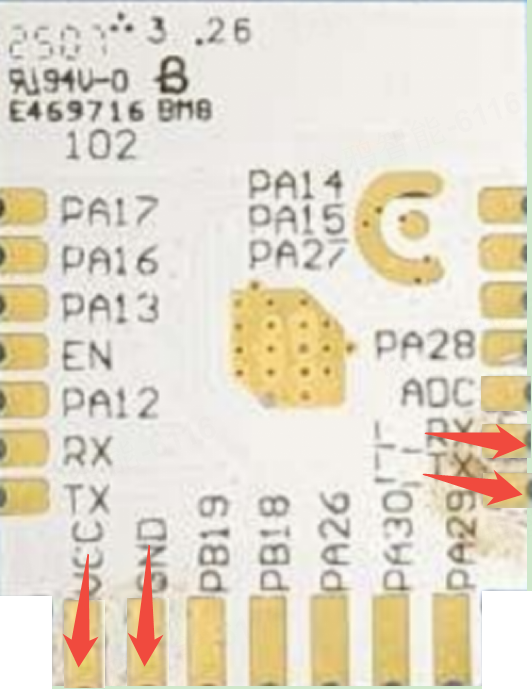 2507 3 .26
94V-0 B
E469716 BMB
102
PA14
PA17
PA15
PA16
PA27
PA13
EN
PA28
PA12
ADC
RX
RX
TX
TX
VCC
GND
PB19
PB18
PA26
PA30
PA29